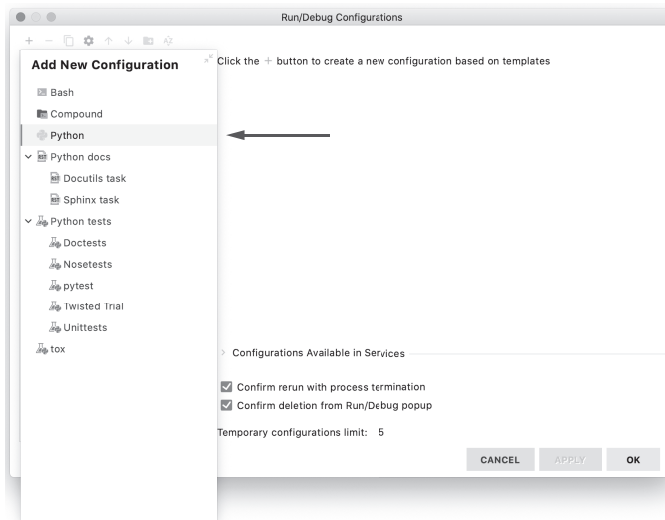 Run/Debug Configurations
Add New Configuration
Click the + button to create a new configuration based on templates
Bash
Compound
Python
Python docs
Docutils task
Sphinx task
Python tests
Doctests
Nosetests
pytest
Twisted Trial
Unittests
tox
Configurations Available in Services
Confirm rerun with process termination
Confirm deletion from Run/Debug popup
Temporary configurations limit: 5
CANCEL APPLY OK